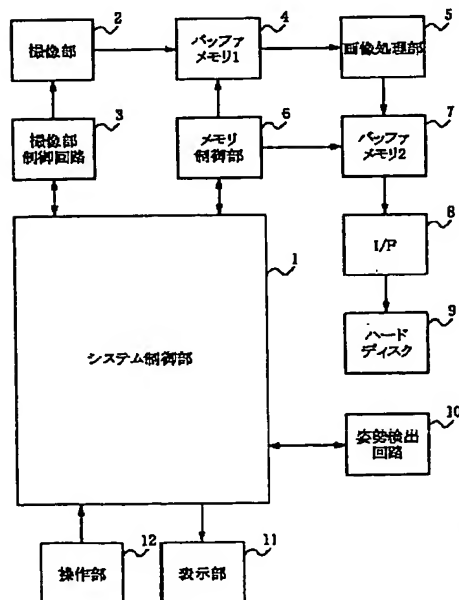 2
撮像部
4
バッファ
メモリ1
5
画像処理部
3
撮像部
制御回路
6
メモリ
制御部
7
バッファ
メモリ2
8
I/F
1
システム制御部
9
ハード
ディスク
10
姿勢検出
回路
12
操作部
11
表示部